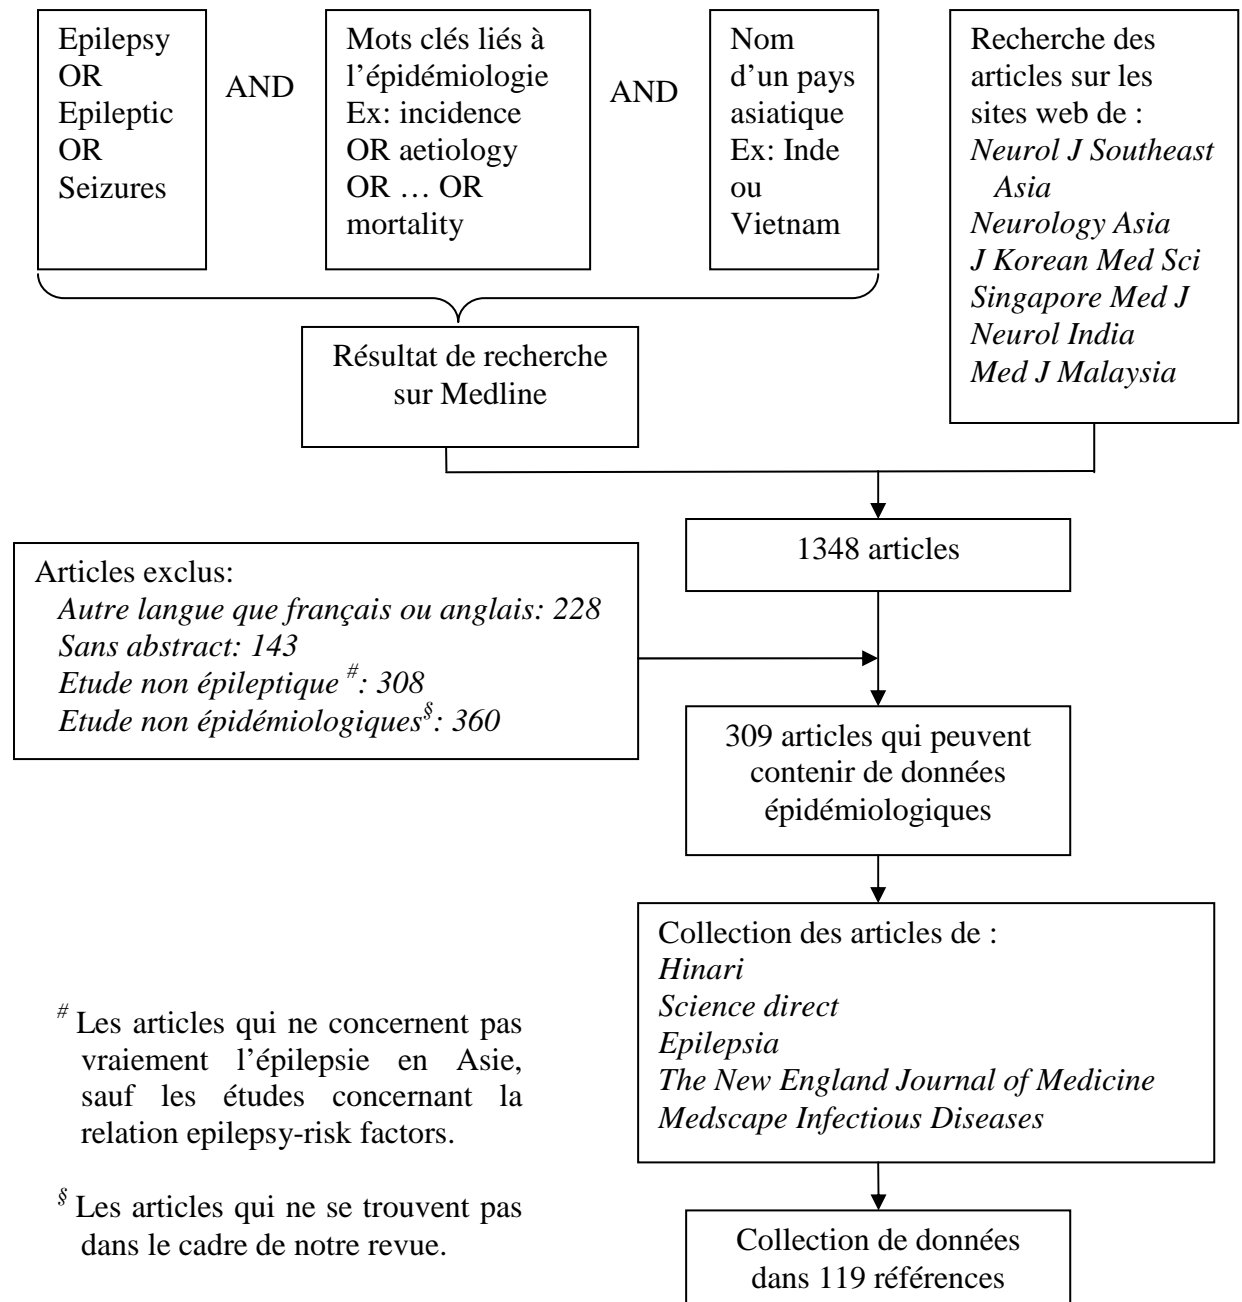 Epilepsy
OR
Epileptic
OR
Seizures
AND
Mots clés liés à
l'épidémiologie
Ex: incidence
OR aetiology
OR … OR
mortality
AND
Nom
d'un pays
asiatique
Ex: Inde
ou
Vietnam
Recherche des
articles sur les
sites web de :
Neurol J Southeast
Asia
Neurology Asia
J Korean Med Sci
Singapore Med J
Neurol India
Med J Malaysia
Résultat de recherche
sur Medline
1348 articles
Articles exclus:
Autre langue que français ou anglais: 228
Sans abstract: 143
Etude non épileptique #: 308
Etude non épidémiologiques§: 360
309 articles qui peuvent
contenir de données
épidémiologiques
Collection des articles de :
Hinari
Science direct
Epilepsia
The New England Journal of Medicine
Medscape Infectious Diseases
# Les articles qui ne concernent pas
vraiement l'épilepsie en Asie,
sauf les études concernant la
relation epilepsy-risk factors.
§ Les articles qui ne se trouvent pas
dans le cadre de notre revue.
Collection de données
dans 119 références